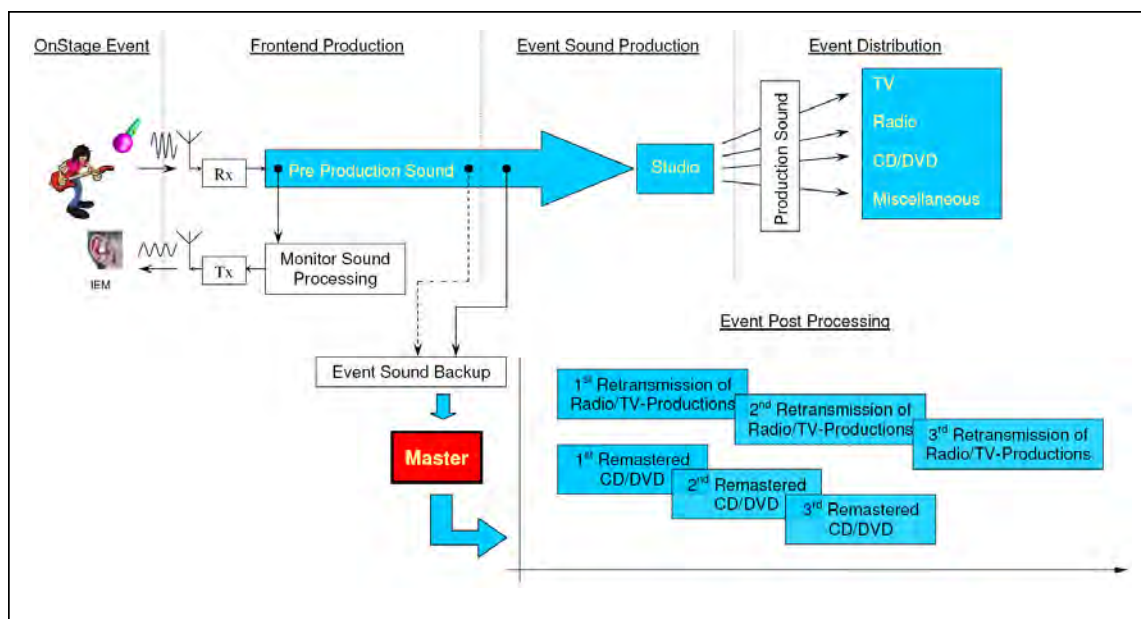 OnStage Event
Frontend Production
Event Sound Production
Event Distribution
Rx
Pre Production Sound
Studio
Production Sound
TV
Radio
CD/DVD
Miscellaneous
IEM
Tx
Monitor Sound
Processing
Event Sound Backup
Master
Event Post Processing
1st Retransmission of
Radio/TV-Productions
2nd Retransmission of
Radio/TV-Productions
3rd Retransmission of
Radio/TV-Productions
1st Remastered
CD/DVD
2nd Remastered
CD/DVD
3rd Remastered
CD/DVD